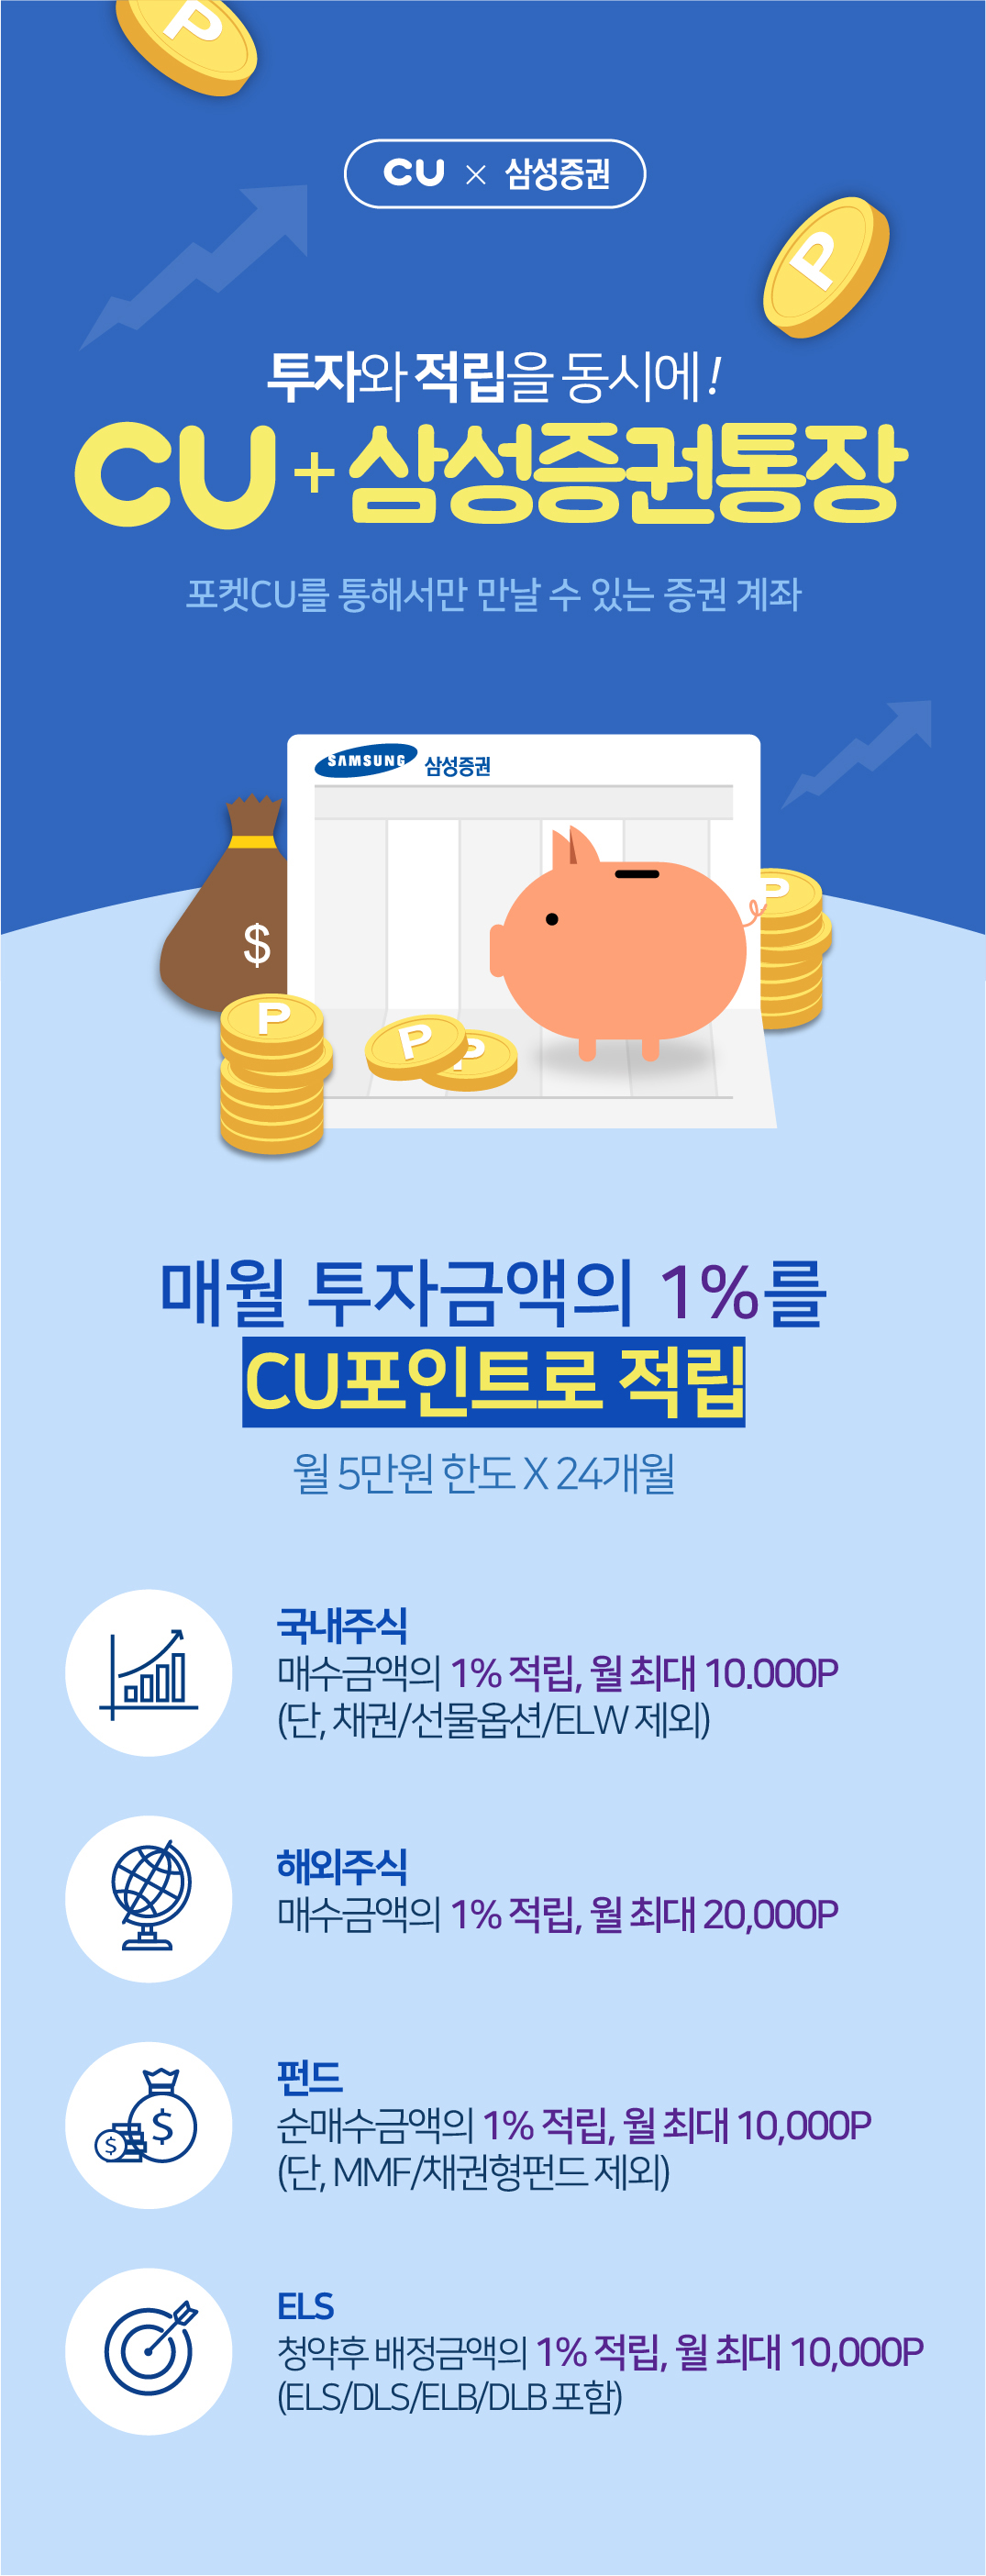 P
CU × 삼성증권
P
투자와 적립을 동시에!
CU+삼성증권통장
포켓CU를 통해서만 만날 수 있는 증권 계좌
SAMSUNG 삼성증권
P
$
P
P
P
매월 투자금액의 1%를
CU포인트로 적립
월 5만원 한도 X 24개월
국내주식
매수금액의 1% 적립, 월 최대 10.000P
(단, 채권/선물옵션/ELW 제외)
해외주식
매수금액의 1% 적립, 월 최대 20,000P
펀드
순매수금액의 1% 적립, 월 최대 10,000P
(단, MMF/채권형펀드 제외)
$
$
ELS
청약후 배정금액의 1% 적립, 월 최대 10,000P
(ELS/DLS/ELB/DLB 포함)